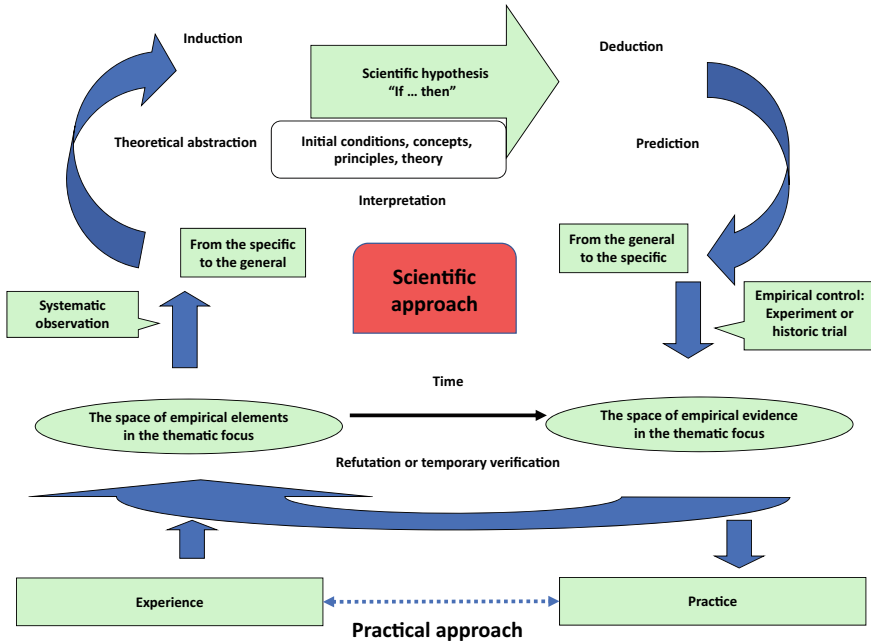 Induction
Scientific hypothesis
“If ... then”
Deduction
Theoretical abstraction
Initial conditions, concepts,
principles, theory
Prediction
Interpretation
From the specific
to the general
Scientific
approach
From the general
to the specific
Systematic
observation
Empirical control:
Experiment or
historic trial
Time
The space of empirical elements
in the thematic focus
The space of empirical evidence
in the thematic focus
Refutation or temporary verification
Experience
Practice
Practical approach